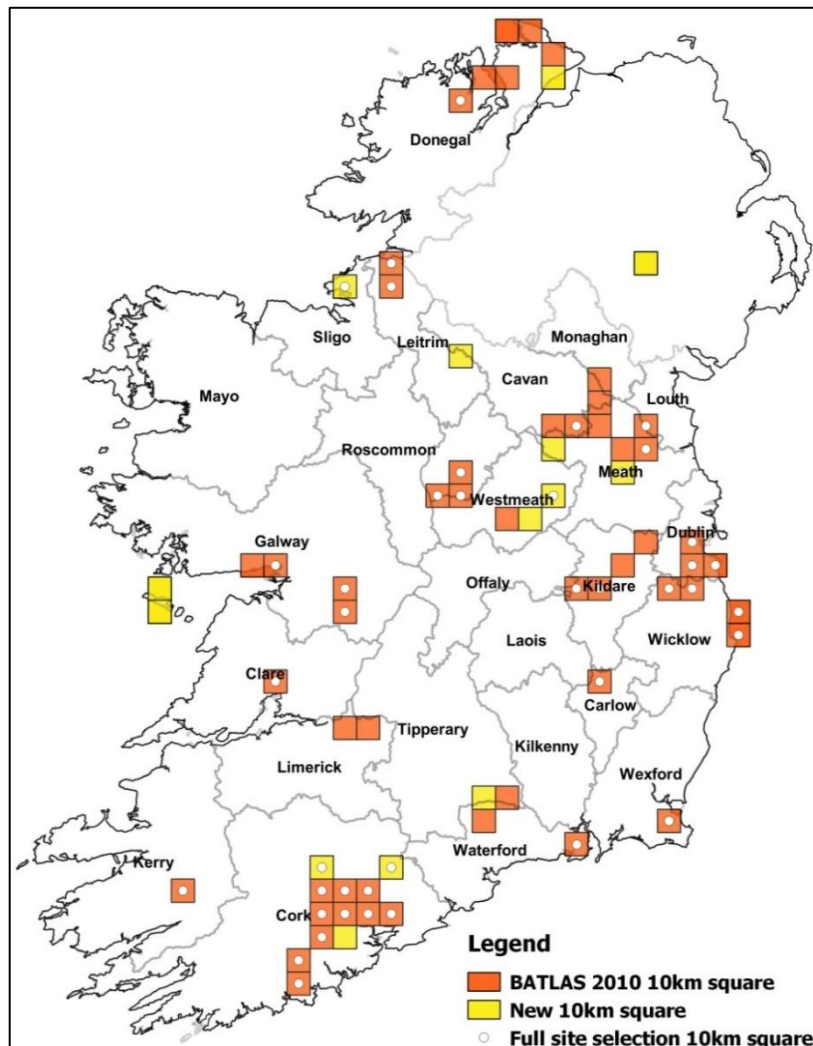 Donegal
Sligo
Leitrim
Monaghan
Cavan
Louth
Mayo
Roscommon
Meath
Westmeath
Galway
Dublin
Offaly
Kildare
Laois
Wicklow
Clare
Carlow
Tipperary
Limerick
Kilkenny
Wexford
Waterford
Kerry
Cork
Legend
BATLAS 2010 10km square
New 10km square
Full site selection 10km square